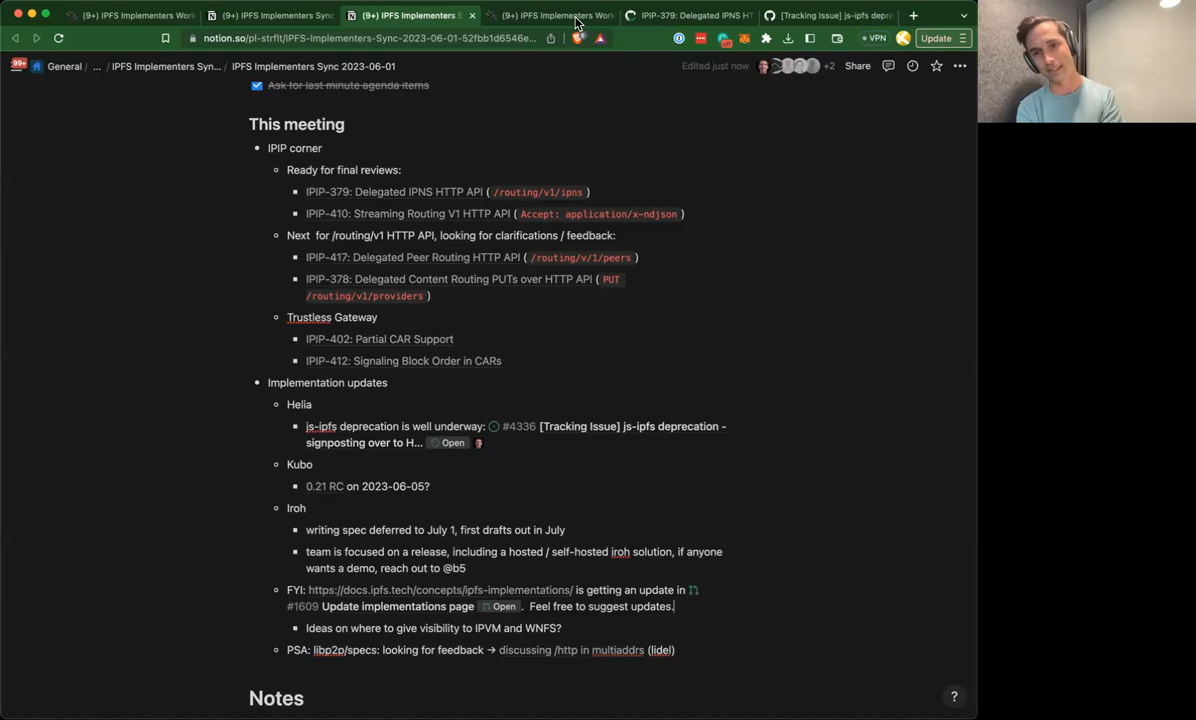 (9+) IPFS Implementers Work
(9+) IPFS Implementers Sync
(9+) IPFS Implementers S
(9+) IPFS Implementers Work
IPIP-379: Delegated IPNS HT
[Tracking Issue] js-ipfs depre
notion.so/pl-strflt/IPFS-Implementers-Sync-2023-06-01-52fbb1d6546e...
VPN
Update
99+
General / ... / IPFS Implementers Syn... / IPFS Implementers Sync 2023-06-01
Edited just now
+2
Share
Ask for last minute agenda items
This meeting
IPIP corner
Ready for final reviews:
IPIP-379: Delegated IPNS HTTP API ( /routing/v1/ipns )
IPIP-410: Streaming Routing V1 HTTP API ( Accept: application/x-ndjson )
Next for /routing/v1 HTTP API, looking for clarifications / feedback:
IPIP-417: Delegated Peer Routing HTTP API ( /routing/v/1/peers )
IPIP-378: Delegated Content Routing PUTs over HTTP API ( PUT
/routing/v1/providers )
Trustless Gateway
IPIP-402: Partial CAR Support
IPIP-412: Signaling Block Order in CARs
Implementation updates
Helia
js-ipfs deprecation is well underway: #4336 [Tracking Issue] js-ipfs deprecation -
signposting over to H... Open
Kubo
0.21 RC on 2023-06-05?
Iroh
writing spec deferred to July 1, first drafts out in July
team is focused on a release, including a hosted / self-hosted iroh solution, if anyone
wants a demo, reach out to @b5
FYI: https://docs.ipfs.tech/concepts/ipfs-implementations/ is getting an update in
#1609 Update implementations page Open . Feel free to suggest updates.
Ideas on where to give visibility to IPVM and WNFS?
PSA: libp2p/specs: looking for feedback → discussing /http in multiaddrs (lidel)
Notes
?